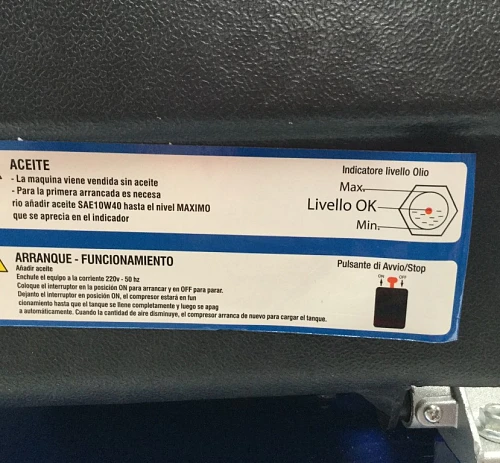 ACEITE
- La maquina viene vendida sin aceite
- Para la primera arrancada es necesa
rio añadir aceite SAE10W40 hasta el nivel MAXIMO
que se aprecia en el indicador
Indicatore livello Olio
Max.
Livello OK
Min.
ARRANQUE - FUNCIONAMIENTO
Añadir aceite
Enchufe el equipo a la corriente 220v - 50 hz
Coloque el interruptor en la posición ON para arrancar y en OFF para parar.
Dejanto el interruptor en posición ON, el compresor estará en fun
cionamiento hasta que el tanque se llene completamente y luego se apag
a automáticamente. Cuando la cantidad de aire disminuye, el compresor arranca de nuevo para cargar el tanque.
Pulsante di Avvio/Stop
ON OFF